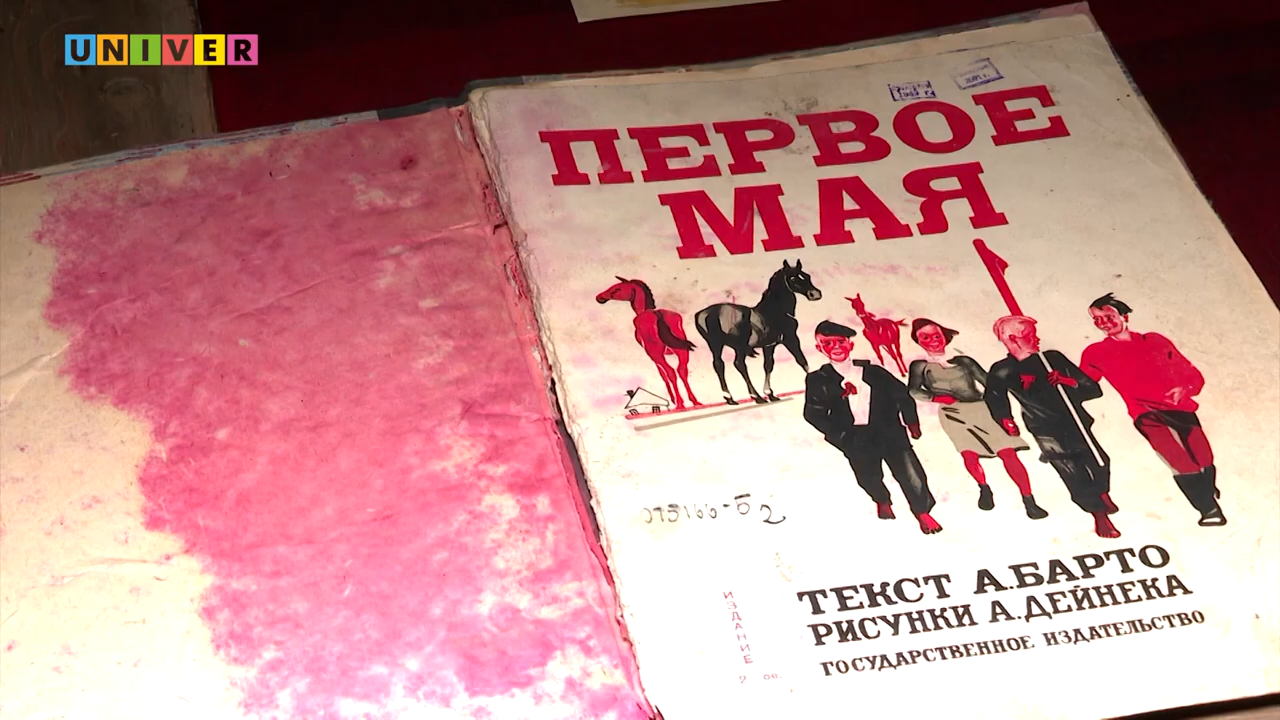 UNIVER
ПЕРВОЕ
МАЯ
ТЕКСТ А.БАРТО
РИСУНКИ А.ДЕЙНЕКА
ГОСУДАРСТВЕННОЕ ИЗДАТЕЛЬСТВО
ИЗДАНИЕ